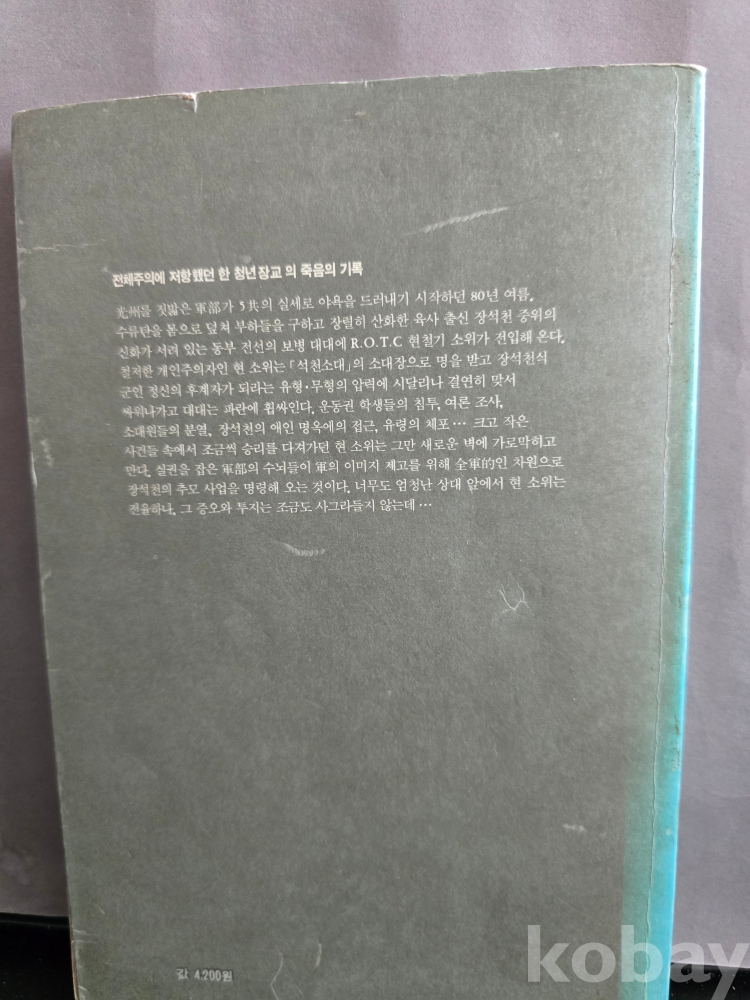 전체주의에 저항했던 한 청년장교의 죽음의 기록
光州를 짓밟은 軍部가 5共의 실세로 야욕을 드러내기 시작하던 80년 여름.
수류탄을 몸으로 덮쳐 부하들을 구하고 장렬히 산화한 육사 출신 장석천 중위의
신화가 서려 있는 동부 전선의 보병 대대에 R.O.T.C 현철기 소위가 전입해 온다.
철저한 개인주의자인 현 소위는 「석천소대」의 소대장으로 명을 받고 장석천식
군인 정신의 후계자가 되라는 유형·무형의 압력에 시달리나 결연히 맞서
싸워나가고 대대는 파란에 휩싸인다. 운동권 학생들의 침투, 여론 조사,
소대원들의 분열, 장석천의 애인 명옥에의 접근, 유령의 체포… 크고 작은
사건들 속에서 조금씩 승리를 다져가던 현 소위는 그만 새로운 벽에 가로막히고
만다. 실권을 잡은 軍部의 수뇌들이 軍의 이미지 제고를 위해 全軍的인 차원으로
장석천의 추모 사업을 명령해 오는 것이다. 너무도 엄청난 상대 앞에서 현 소위는
전율하나, 그 증오와 투지는 조금도 사그라들지 않는데…
값 4,200원
kobay